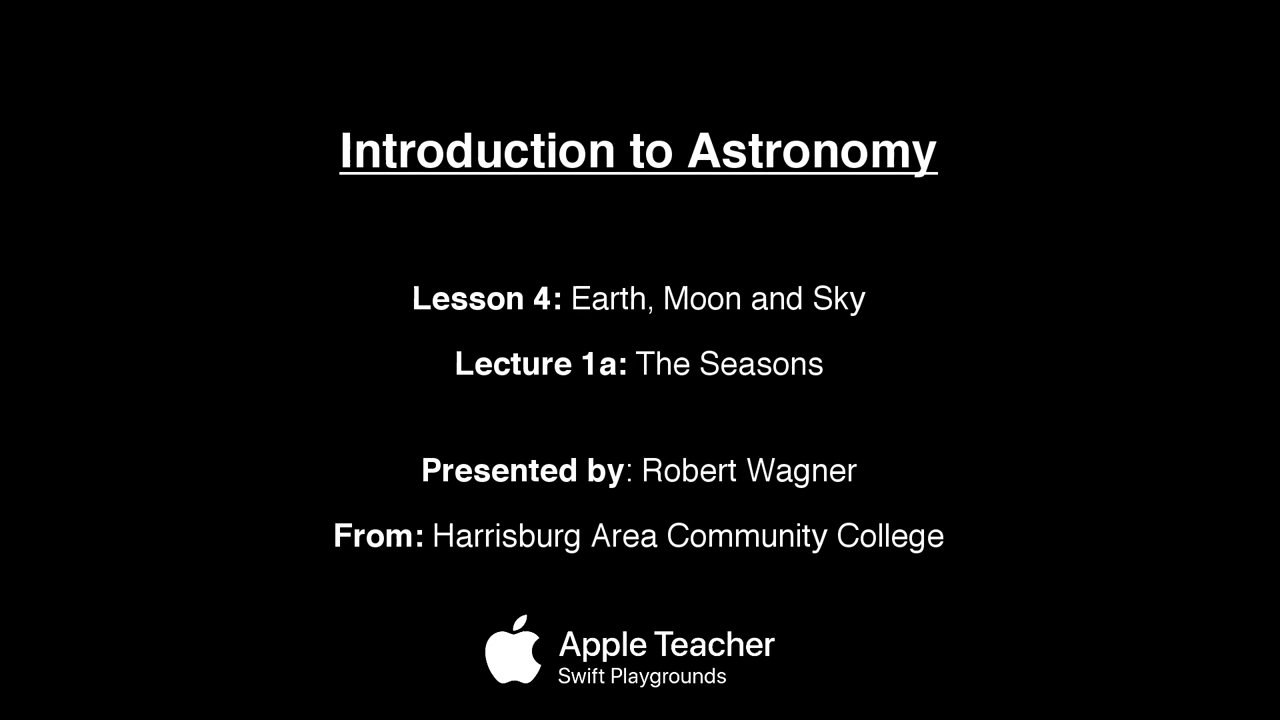 Introduction to Astronomy
Lesson 4: Earth, Moon and Sky
Lecture 1a: The Seasons
Presented by: Robert Wagner
From: Harrisburg Area Community College
Apple Teacher
Swift Playgrounds